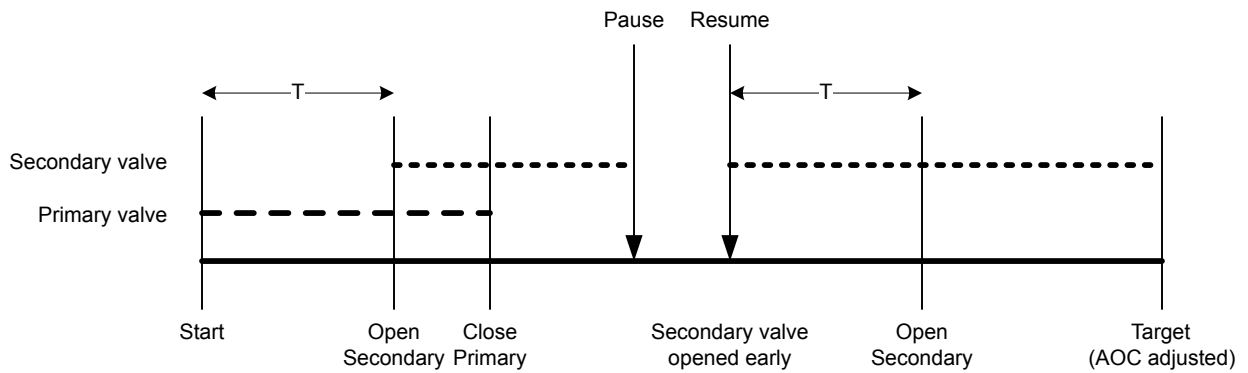 Pause
Resume
T
T
Secondary valve
Primary valve
Start
Open
Secondary
Close
Primary
Secondary valve
opened early
Open
Secondary
Target
(AOC adjusted)